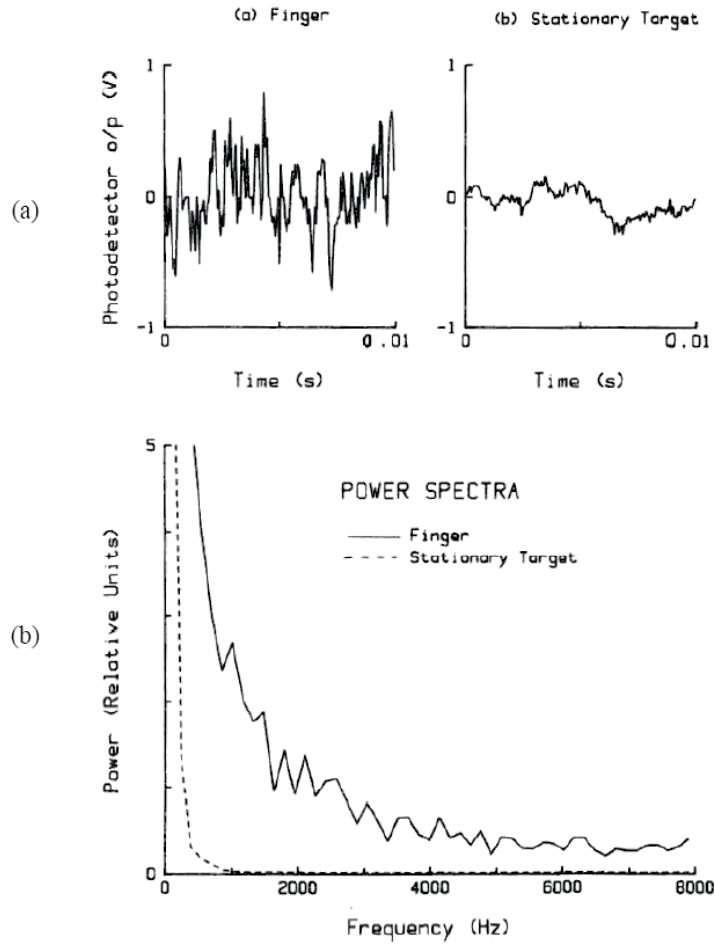 (a) Finger
(b) Stationary Target
(a)
Photodetector o/p (V)
1
0
-1
0
0.01
Time (s)
1
0
-1
0
0.01
Time (s)
(b)
Power (Relative Units)
5
0
POWER SPECTRA
Finger
Stationary Target
0
2000
4000
6000
8000
Frequency (Hz)